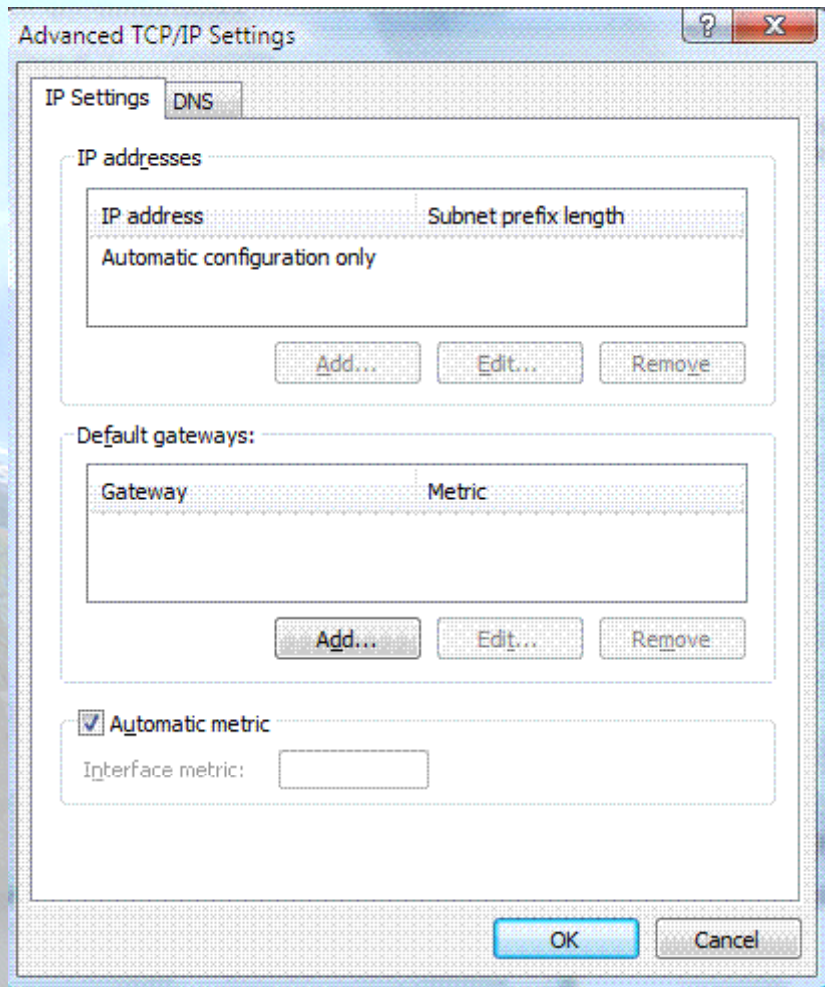 Advanced TCP/IP Settings
IP Settings DNS
IP addresses
IP address Subnet prefix length
Automatic configuration only
Add... Edit... Remove
Default gateways:
Gateway Metric
Add... Edit... Remove
Automatic metric
Interface metric:
OK Cancel